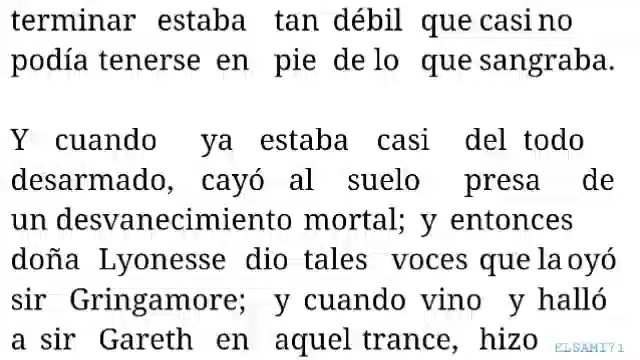 terminar estaba tan débil que casi no
podía tenerse en pie de lo que sangraba.
Y cuando ya estaba casi del todo
desarmado, cayó al suelo presa de
un desvanecimiento mortal; y entonces
doña Lyonesse dio tales voces que la oyó
sir Gringamore; y cuando vino y halló
a sir Gareth en aquel trance, hizo
ELSAMI71